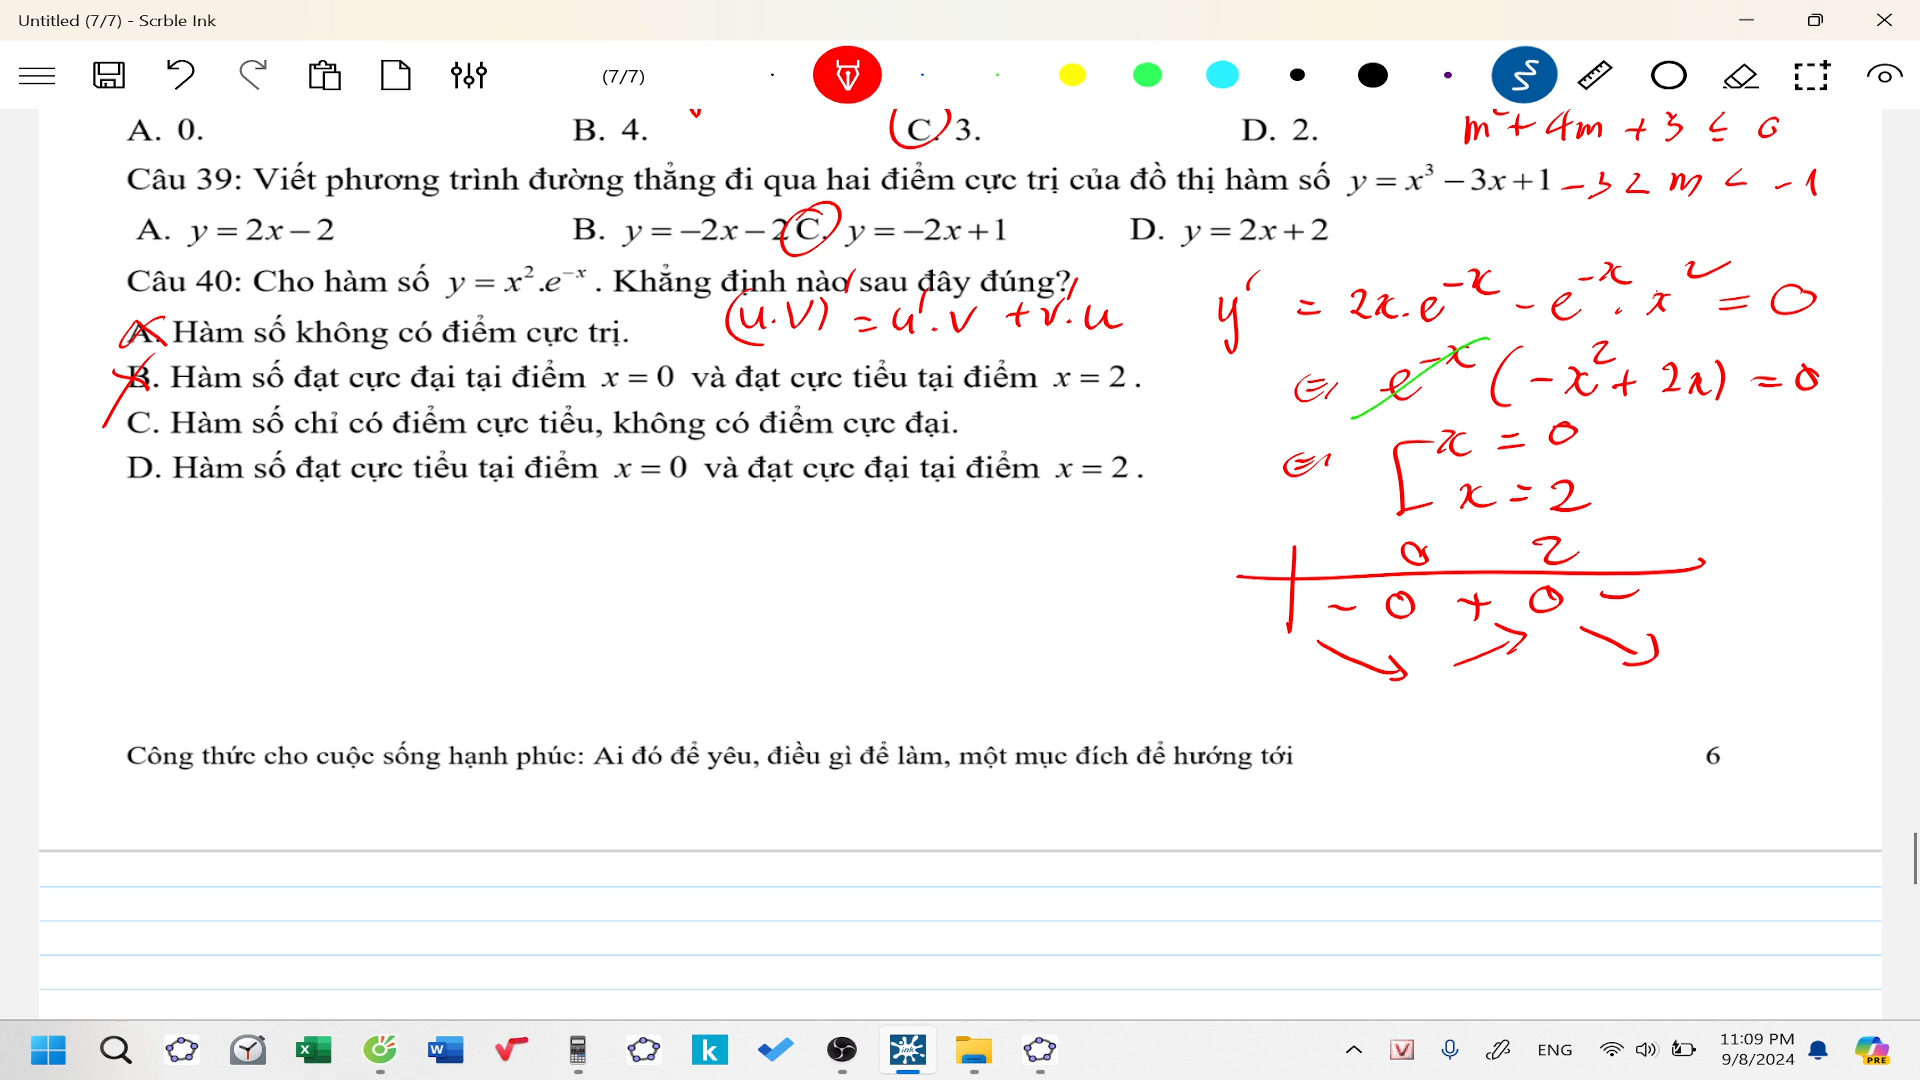 Untitled (7/7) - Scrble Ink
(7/7)
A. 0. B. 4. C. 3. D. 2. m² + 4m + 3 ≤ 0
Câu 39: Viết phương trình đường thẳng đi qua hai điểm cực trị của đồ thị hàm số y = x³ − 3x + 1 -3 < m < -1
A. y = 2x − 2 B. y = −2x − 2 C. y = −2x + 1 D. y = 2x + 2
Câu 40: Cho hàm số y = x².e⁻ˣ. Khẳng định nào sau đây đúng?
(u.v)' = u'.v + v'.u
y' = 2x.e⁻ˣ - e⁻ˣ.x² = 0
A. Hàm số không có điểm cực trị.
B. Hàm số đạt cực đại tại điểm x = 0 và đạt cực tiểu tại điểm x = 2.
⇔ e⁻ˣ (-x² + 2x) = 0
C. Hàm số chỉ có điểm cực tiểu, không có điểm cực đại.
⇔ [ x = 0
D. Hàm số đạt cực tiểu tại điểm x = 0 và đạt cực đại tại điểm x = 2.
x = 2
0 2
- 0 + 0 -
Công thức cho cuộc sống hạnh phúc: Ai đó để yêu, điều gì để làm, một mục đích để hướng tới 6
ENG
11:09 PM
9/8/2024